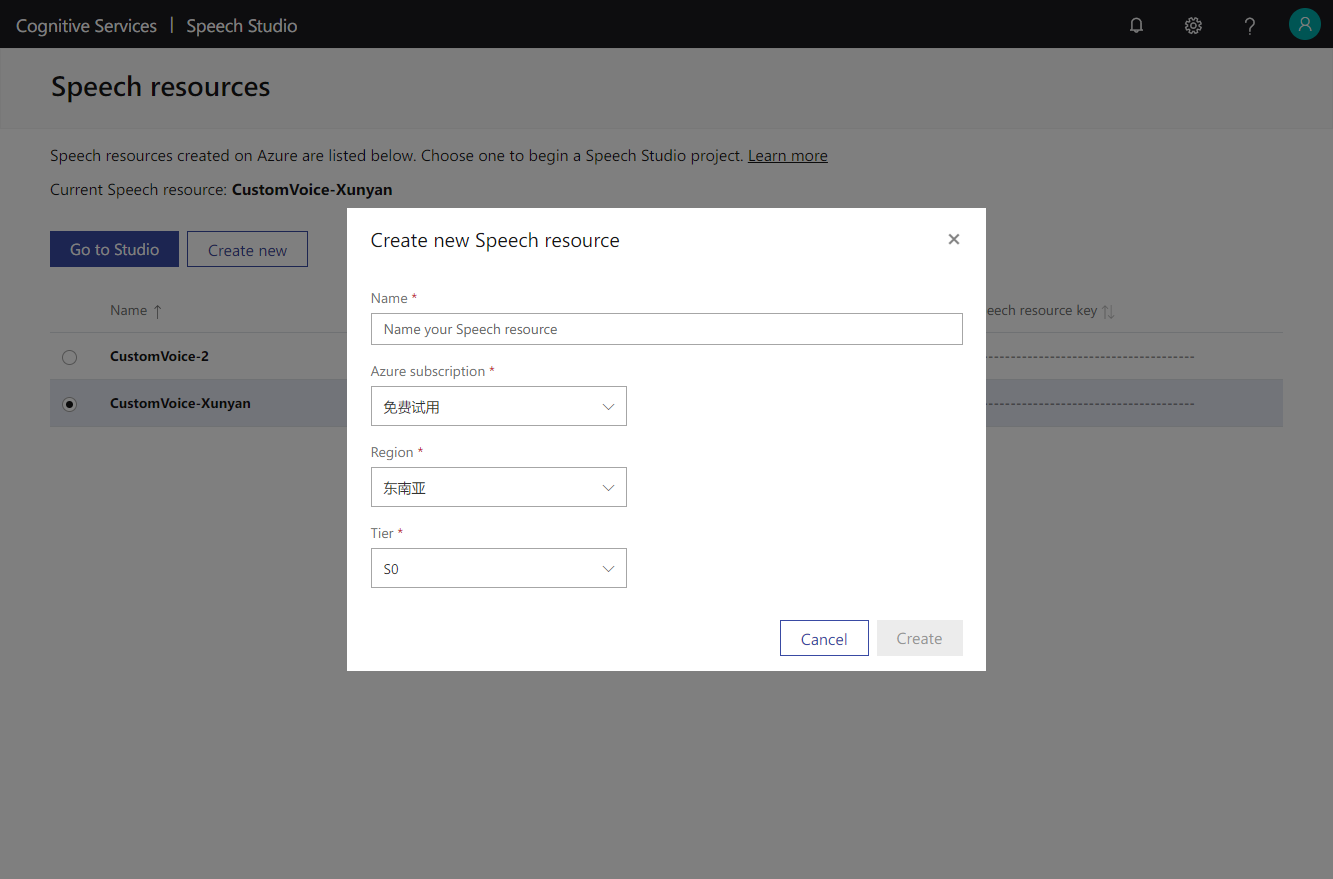 Cognitive Services | Speech Studio
Speech resources
Speech resources created on Azure are listed below. Choose one to begin a Speech Studio project. Learn more
Current Speech resource: CustomVoice-Xunyan
Go to Studio
Create new
Name
eech resource key
CustomVoice-2
CustomVoice-Xunyan
Create new Speech resource
Name *
Name your Speech resource
Azure subscription *
免费试用
Region *
东南亚
Tier *
S0
Cancel
Create